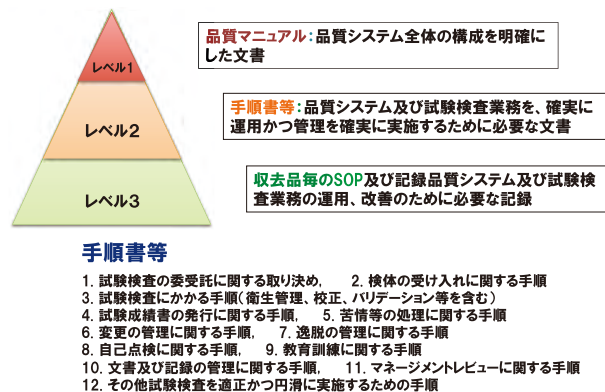 レベル1
品質マニュアル：品質システム全体の構成を明確に
した文書
レベル2
手順書等：品質システム及び試験検査業務を、確実に
運用かつ管理を確実に実施するために必要な文書
レベル3
収去品毎のSOP及び記録品質システム及び試験検
査業務の運用、改善のために必要な記録
手順書等
1. 試験検査の委受託に関する取り決め, 2. 検体の受け入れに関する手順
3. 試験検査にかかる手順（衛生管理、校正、バリデーション等を含む）
4. 試験成績書の発行に関する手順, 5. 苦情等の処理に関する手順
6. 変更の管理に関する手順, 7. 逸脱の管理に関する手順
8. 自己点検に関する手順, 9. 教育訓練に関する手順
10. 文書及び記録の管理に関する手順, 11. マネージメントレビューに関する手順
12. その他試験検査を適正かつ円滑に実施するための手順